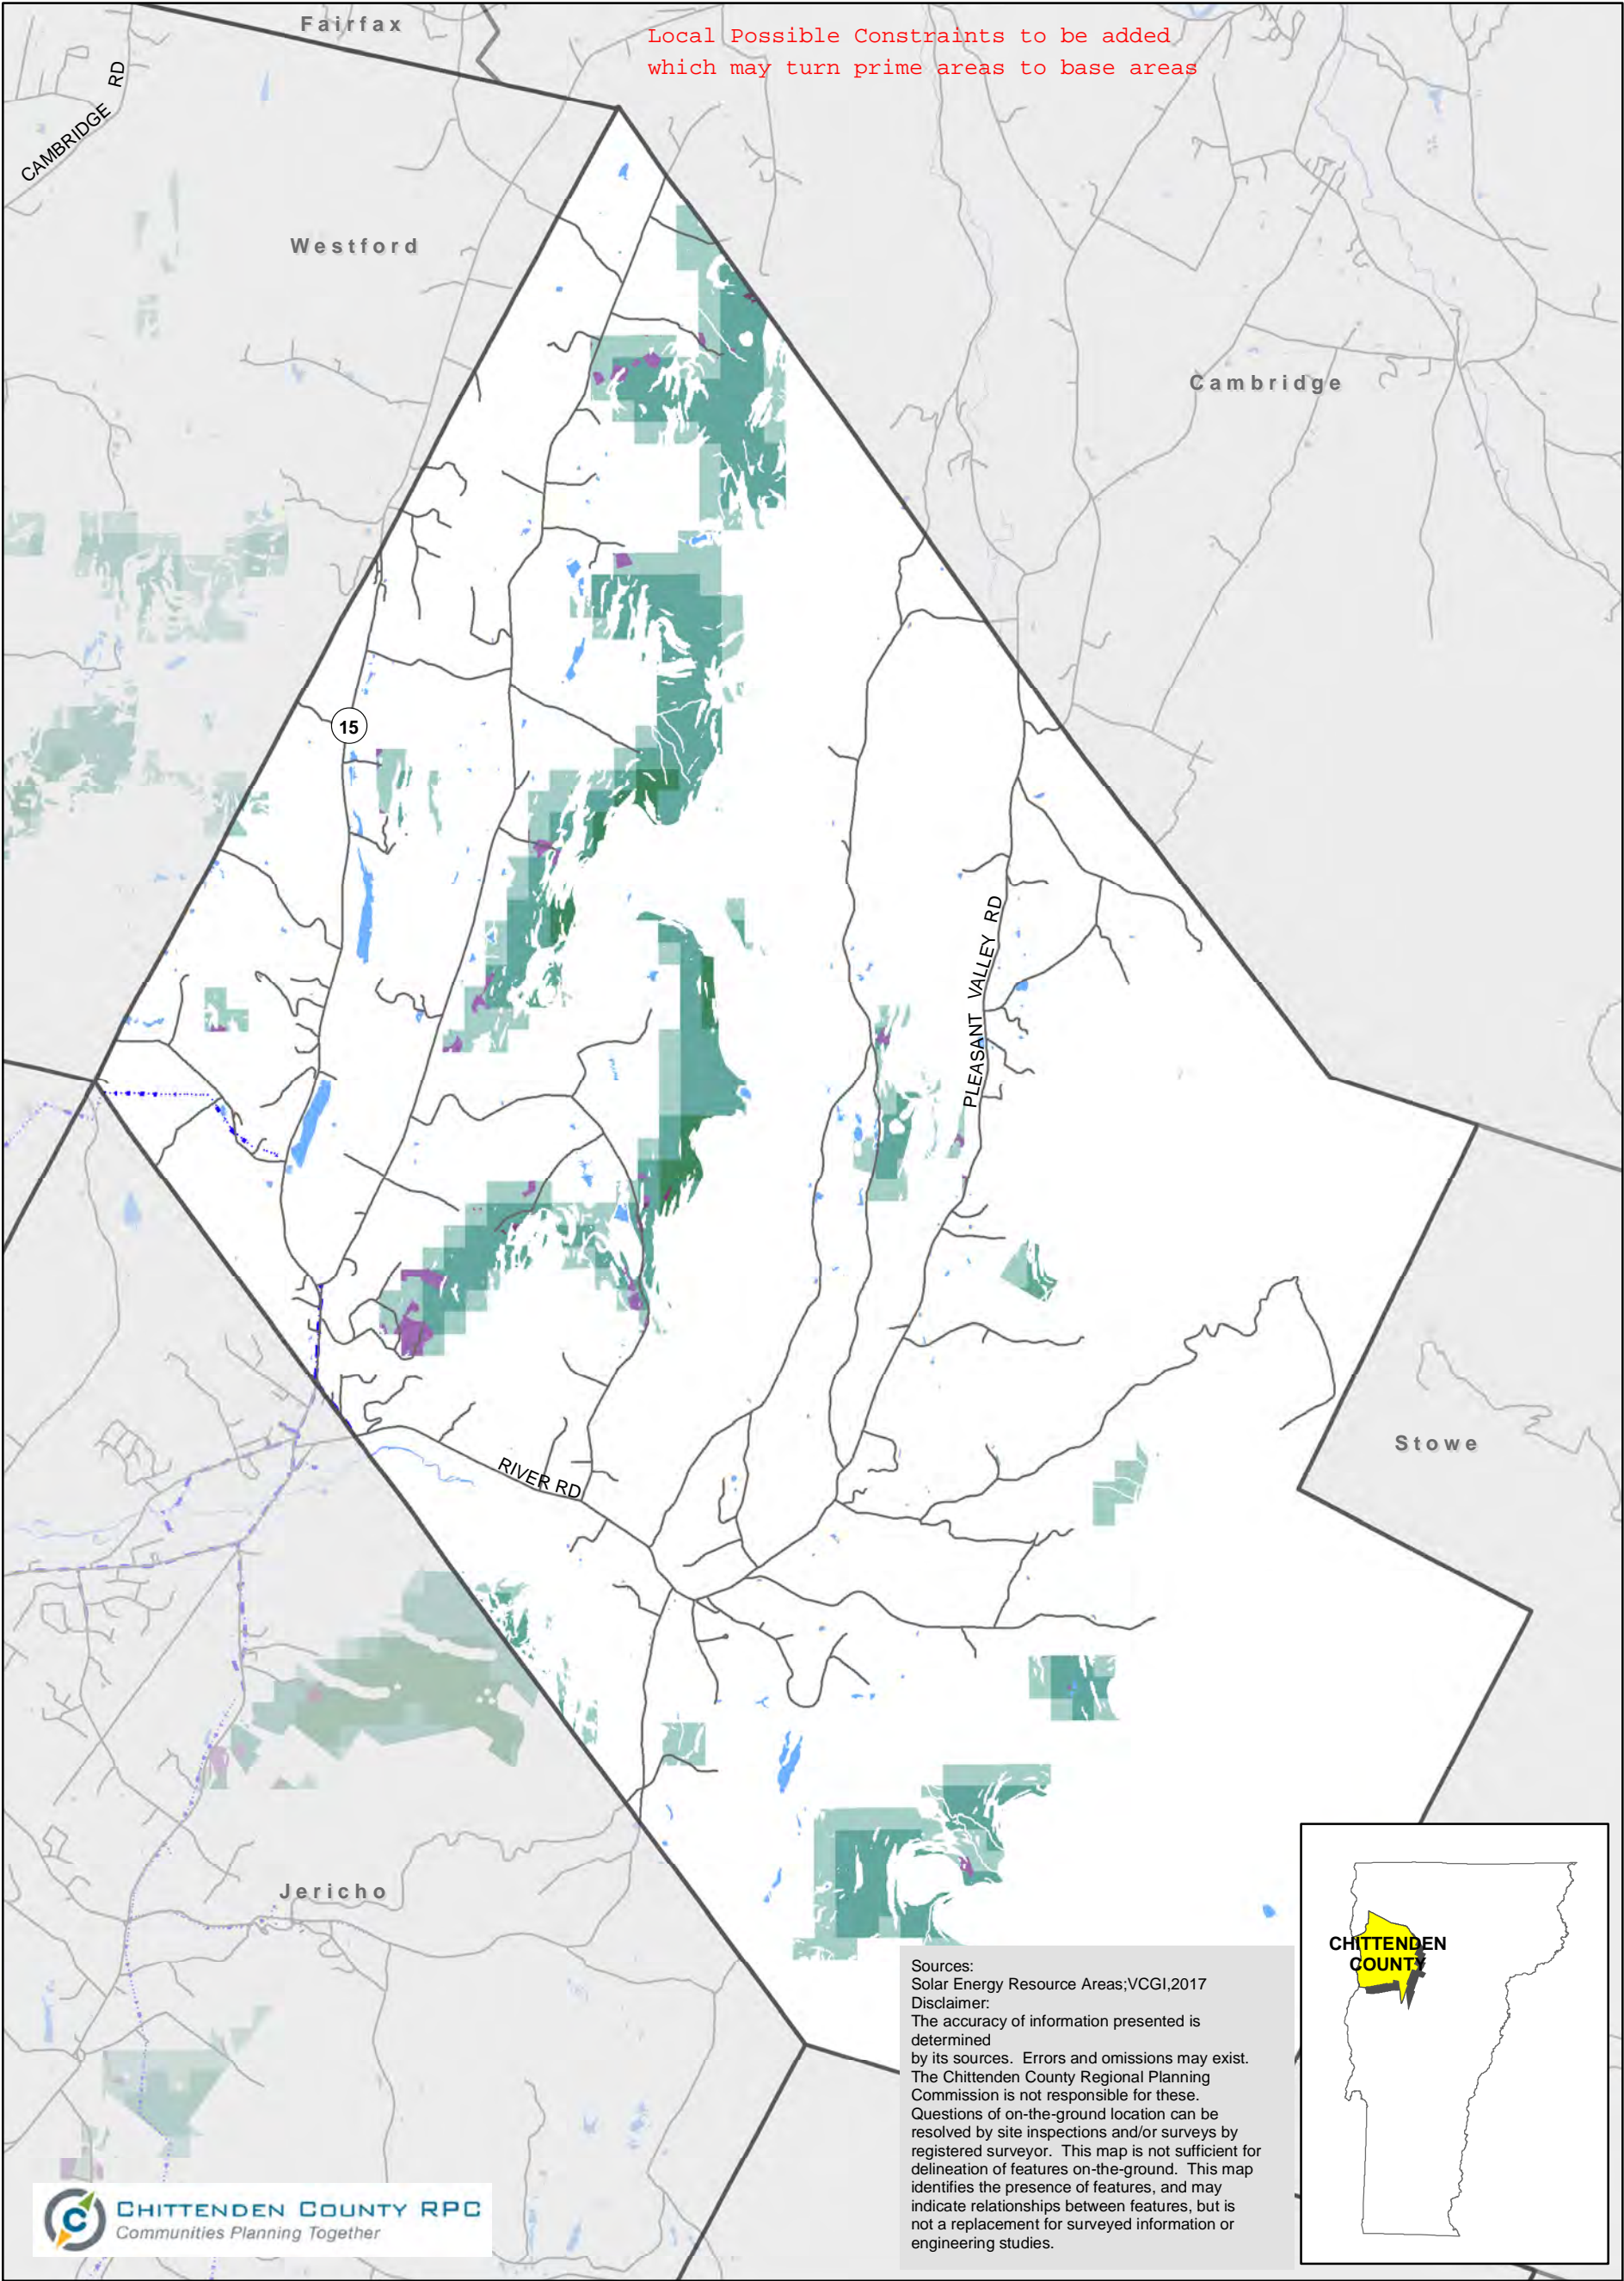 Fairfax
Local Possible Constraints to be added
which may turn prime areas to base areas
CAMBRIDGE RD
Westford
Cambridge
15
PLEASANT VALLEY RD
Stowe
RIVER RD
Jericho
Sources:
Solar Energy Resource Areas;VCGI,2017
Disclaimer:
The accuracy of information presented is
determined
by its sources. Errors and omissions may exist.
The Chittenden County Regional Planning
Commission is not responsible for these.
Questions of on-the-ground location can be
resolved by site inspections and/or surveys by
registered surveyor. This map is not sufficient for
delineation of features on-the-ground. This map
identifies the presence of features, and may
indicate relationships between features, but is
not a replacement for surveyed information or
engineering studies.
CHITTENDEN
COUNTY
C
CHITTENDEN COUNTY RPC
Communities Planning Together